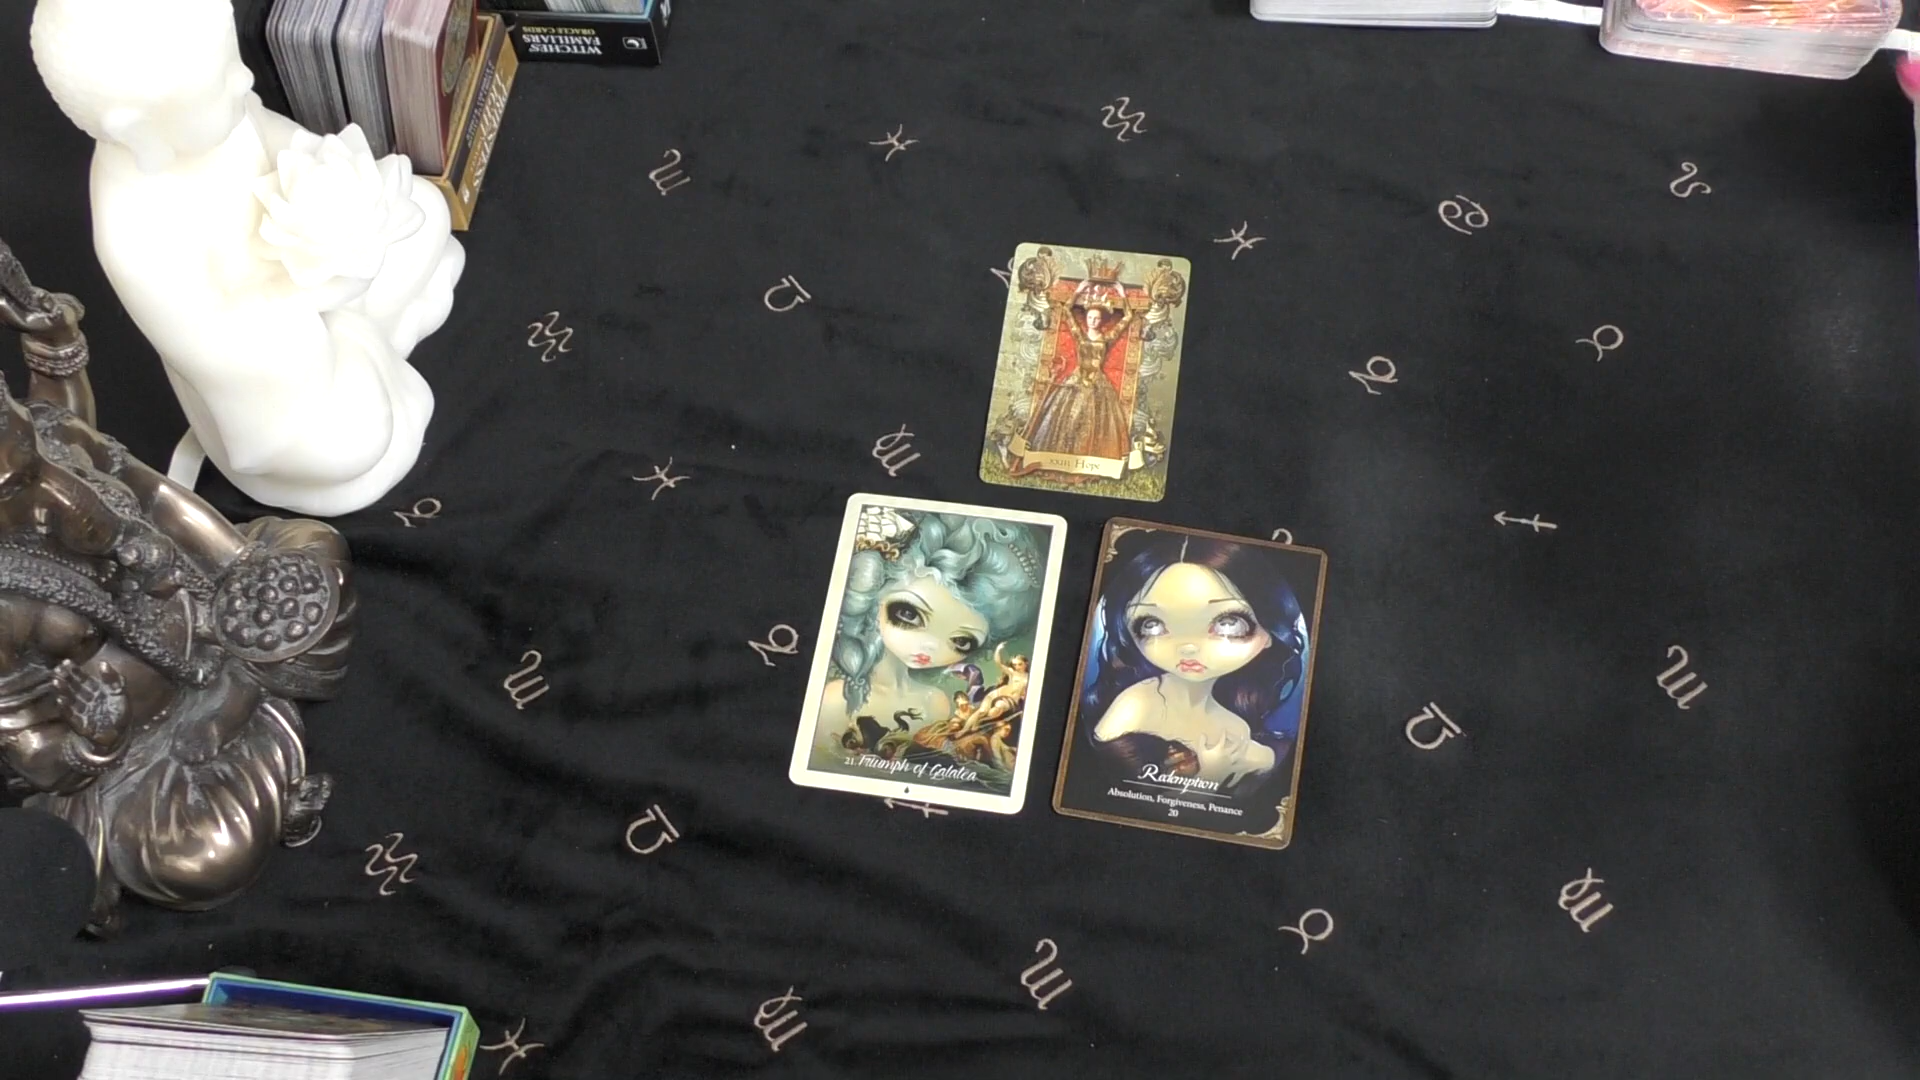 WITCHES'
FAMILIARS
ORACLE CARDS
XXIII Hope
21. Triumph of Galatea
Redemption
Absolution, Forgiveness, Penance
20